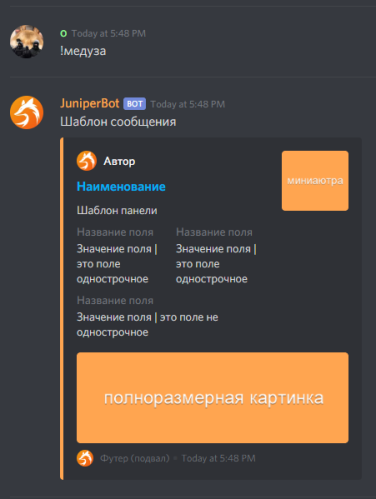 O Today at 5:48 PM
!медуза
JuniperBot BOT Today at 5:48 PM
Шаблон сообщения
Автор
миниаютра
Наименование
Шаблон панели
Название поля Название поля
Значение поля | Значение поля |
это поле это поле
однострочное однострочное
Название поля
Значение поля | это поле не
однострочное
полноразмерная картинка
Футер (подвал) • Today at 5:48 PM